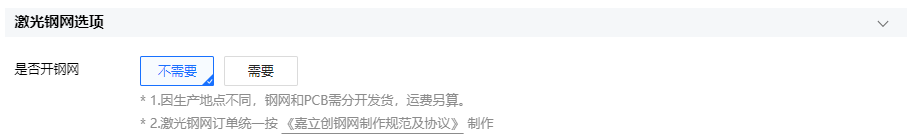 激光钢网选项
是否开钢网 不需要 需要
* 1.因生产地点不同，钢网和PCB需分开发货，运费另算。
* 2.激光钢网订单统一按 《嘉立创钢网制作规范及协议》 制作